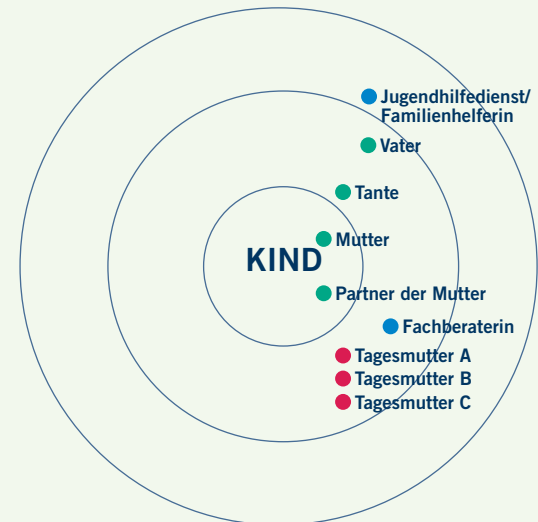 Jugendhilfedienst/
Familienhelferin
Vater
Tante
Mutter
KIND
Partner der Mutter
Fachberaterin
Tagesmutter A
Tagesmutter B
Tagesmutter C